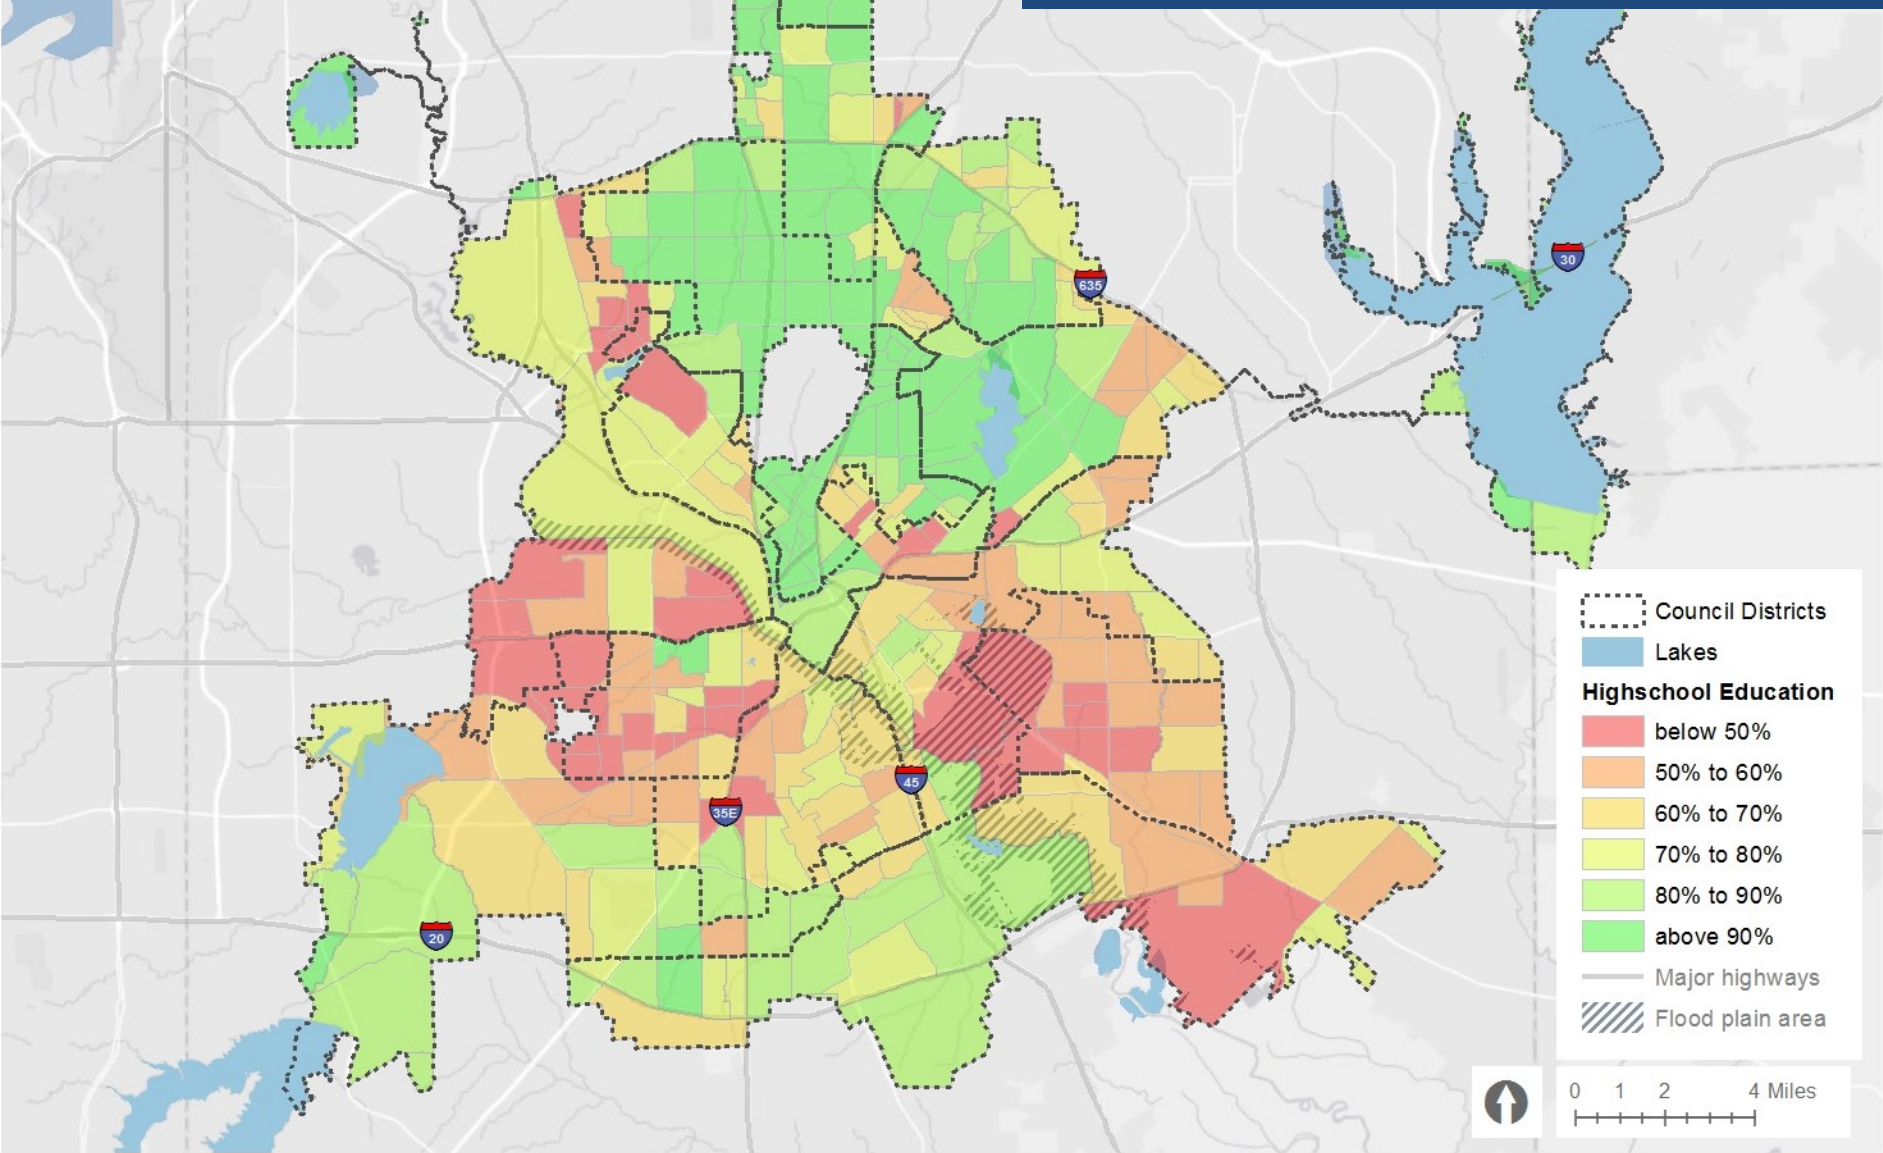 635
30
45
35E
20
Council Districts
Lakes
Highschool Education
below 50%
50% to 60%
60% to 70%
70% to 80%
80% to 90%
above 90%
Major highways
Flood plain area
0 1 2 4 Miles